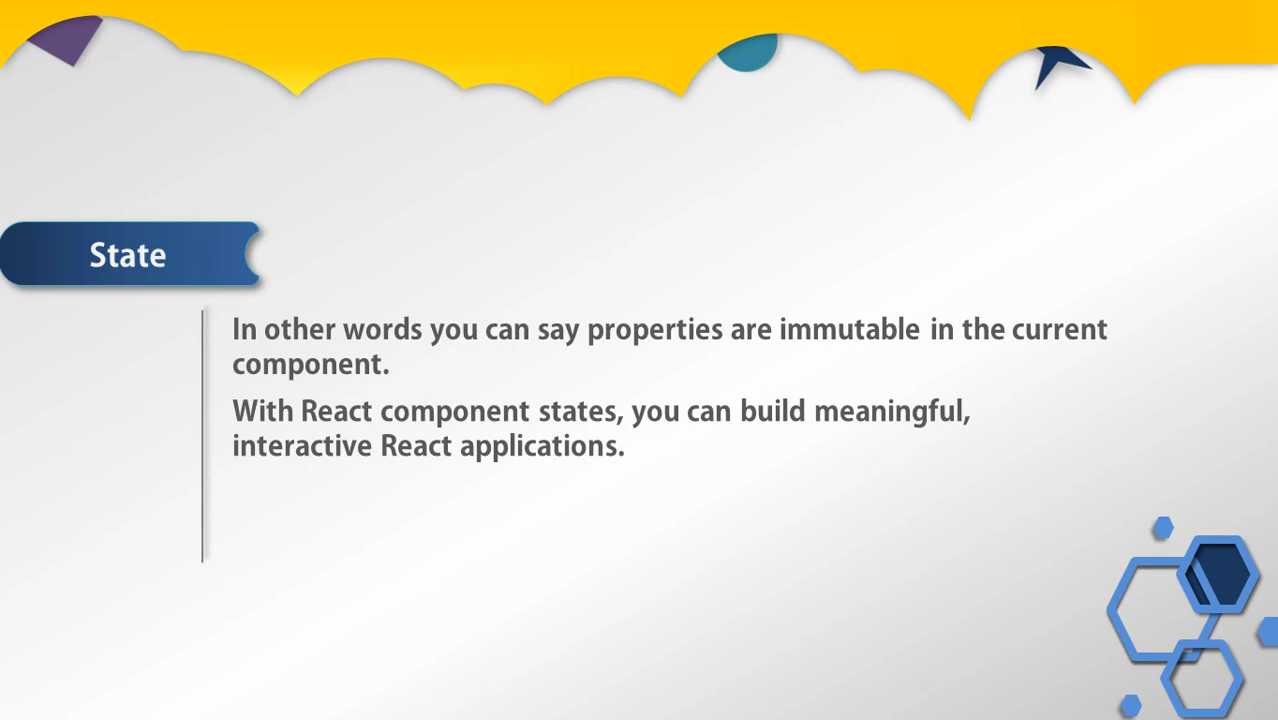 State
In other words you can say properties are immutable in the current
component.
With React component states, you can build meaningful,
interactive React applications.